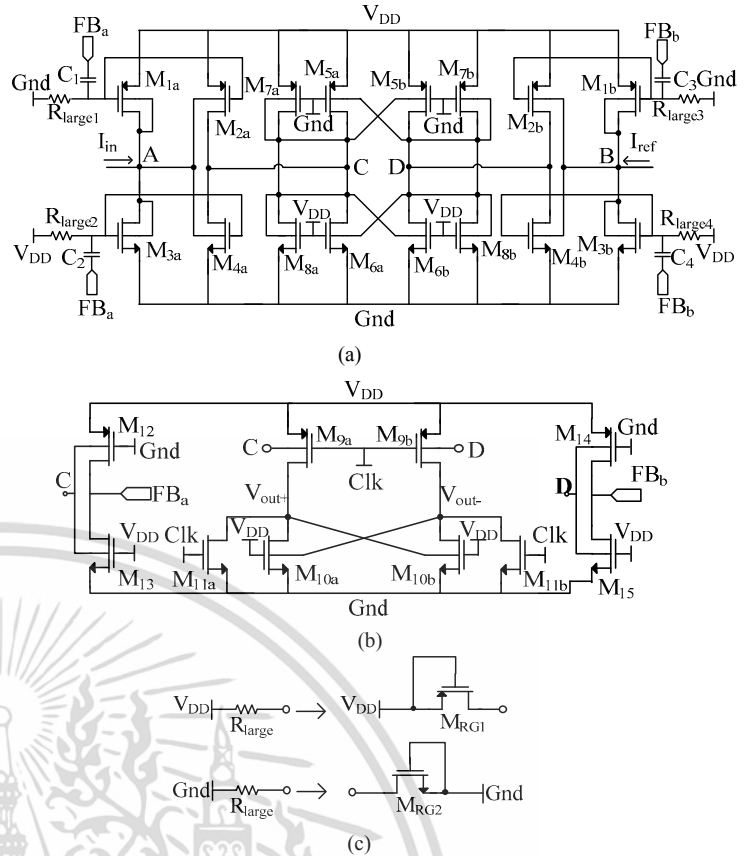 FBa VDD FBb
C1 M1a M5a M5b M7b M1b C3 Gnd
Gnd Rlarge1 M7a M2a Gnd Gnd M2b Rlarge3
Iin A C D B Iref
Rlarge2 VDD VDD Rlarge4
VDD C2 M3a M4a M8a M6a M6b M8b M4b M3b C4 VDD
FBa Gnd FBb
(a)
VDD
M12 M9a M9b M14 Gnd
Gnd C D
C FBa Clk D FBb
Vout+ Vout-
VDD Clk VDD VDD Clk VDD
M13 M11a M10a M10b M11b M15
Gnd
(b)
VDD Rlarge VDD MRG1
Gnd Rlarge MRG2 Gnd
(c)